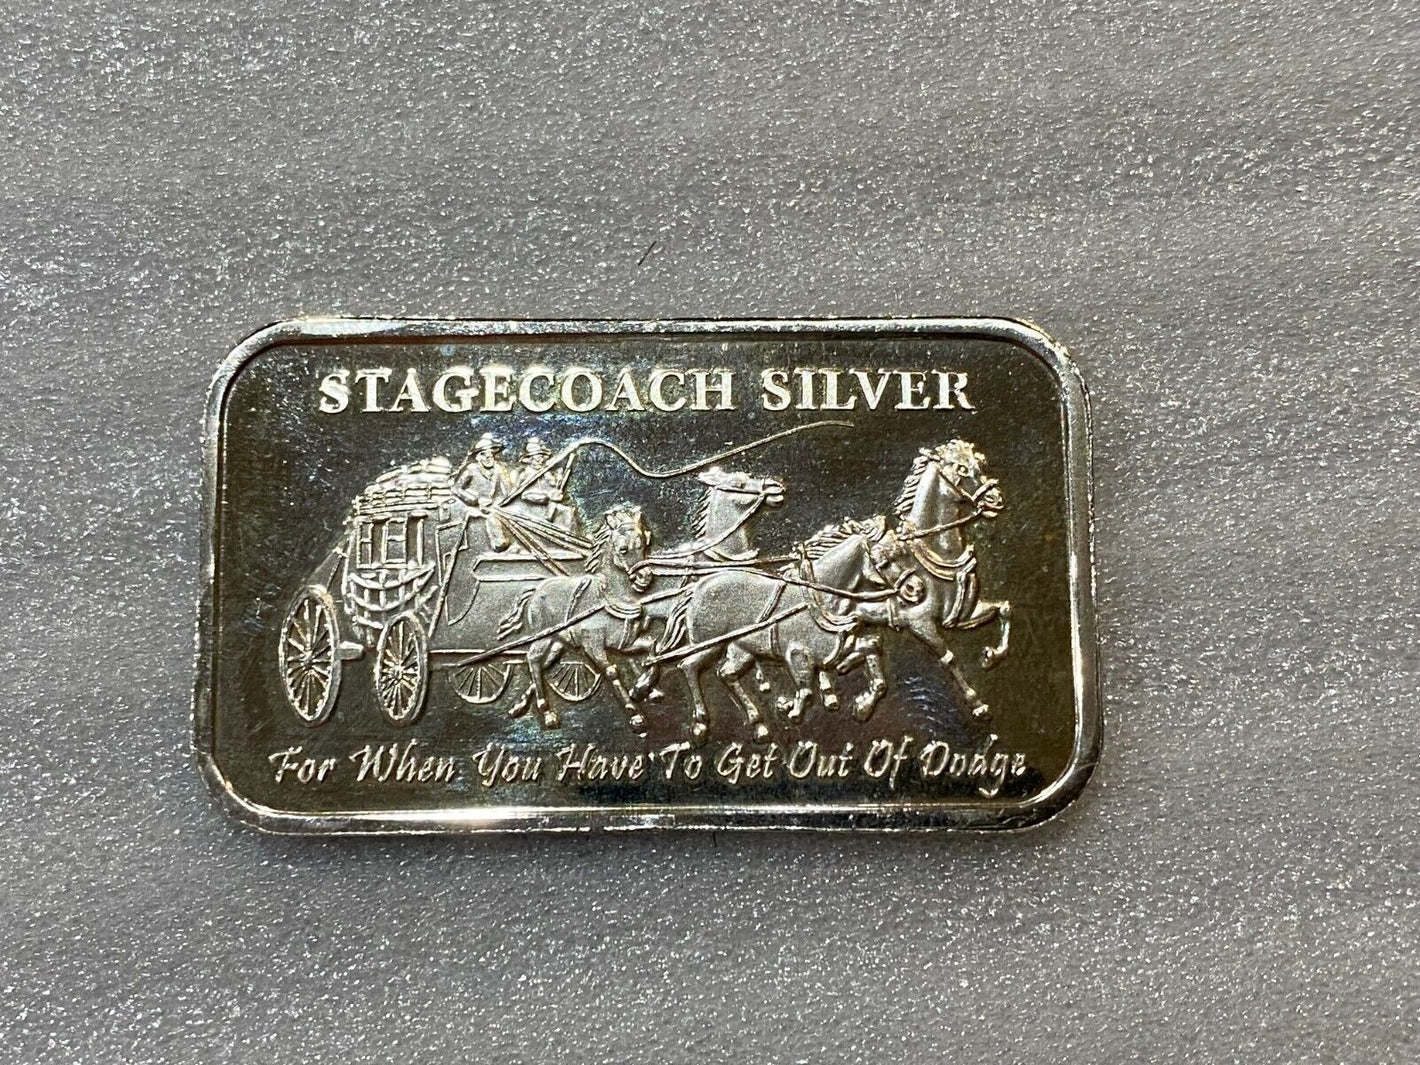 STAGECOACH SILVER
For When You Have To Get Out Of Dodge